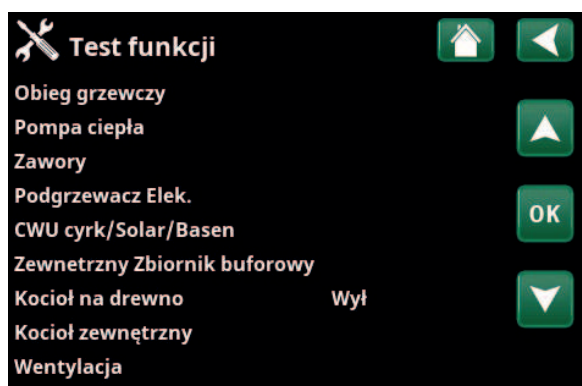 Test funkcji
Obieg grzewczy
Pompa ciepła
Zawory
Podgrzewacz Elek.
CWU cyrk/Solar/Basen
OK
Zewnetrzny Zbiornik buforowy
Kocioł na drewno Wył
Kocioł zewnętrzny
Wentylacja